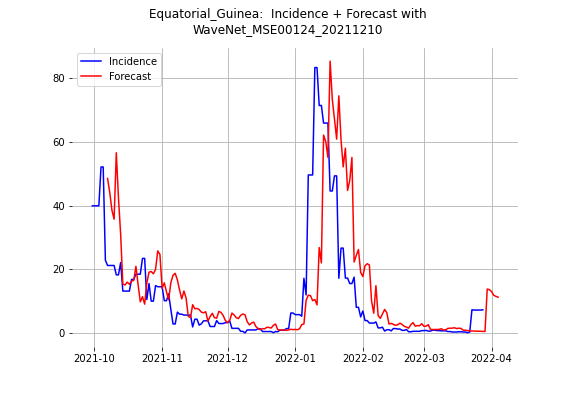 Equatorial_Guinea:  Incidence + Forecast with
WaveNet_MSE00124_20211210
Incidence
Forecast
80
60
40
20
0
2021-10 2021-11 2021-12 2022-01 2022-02 2022-03 2022-04